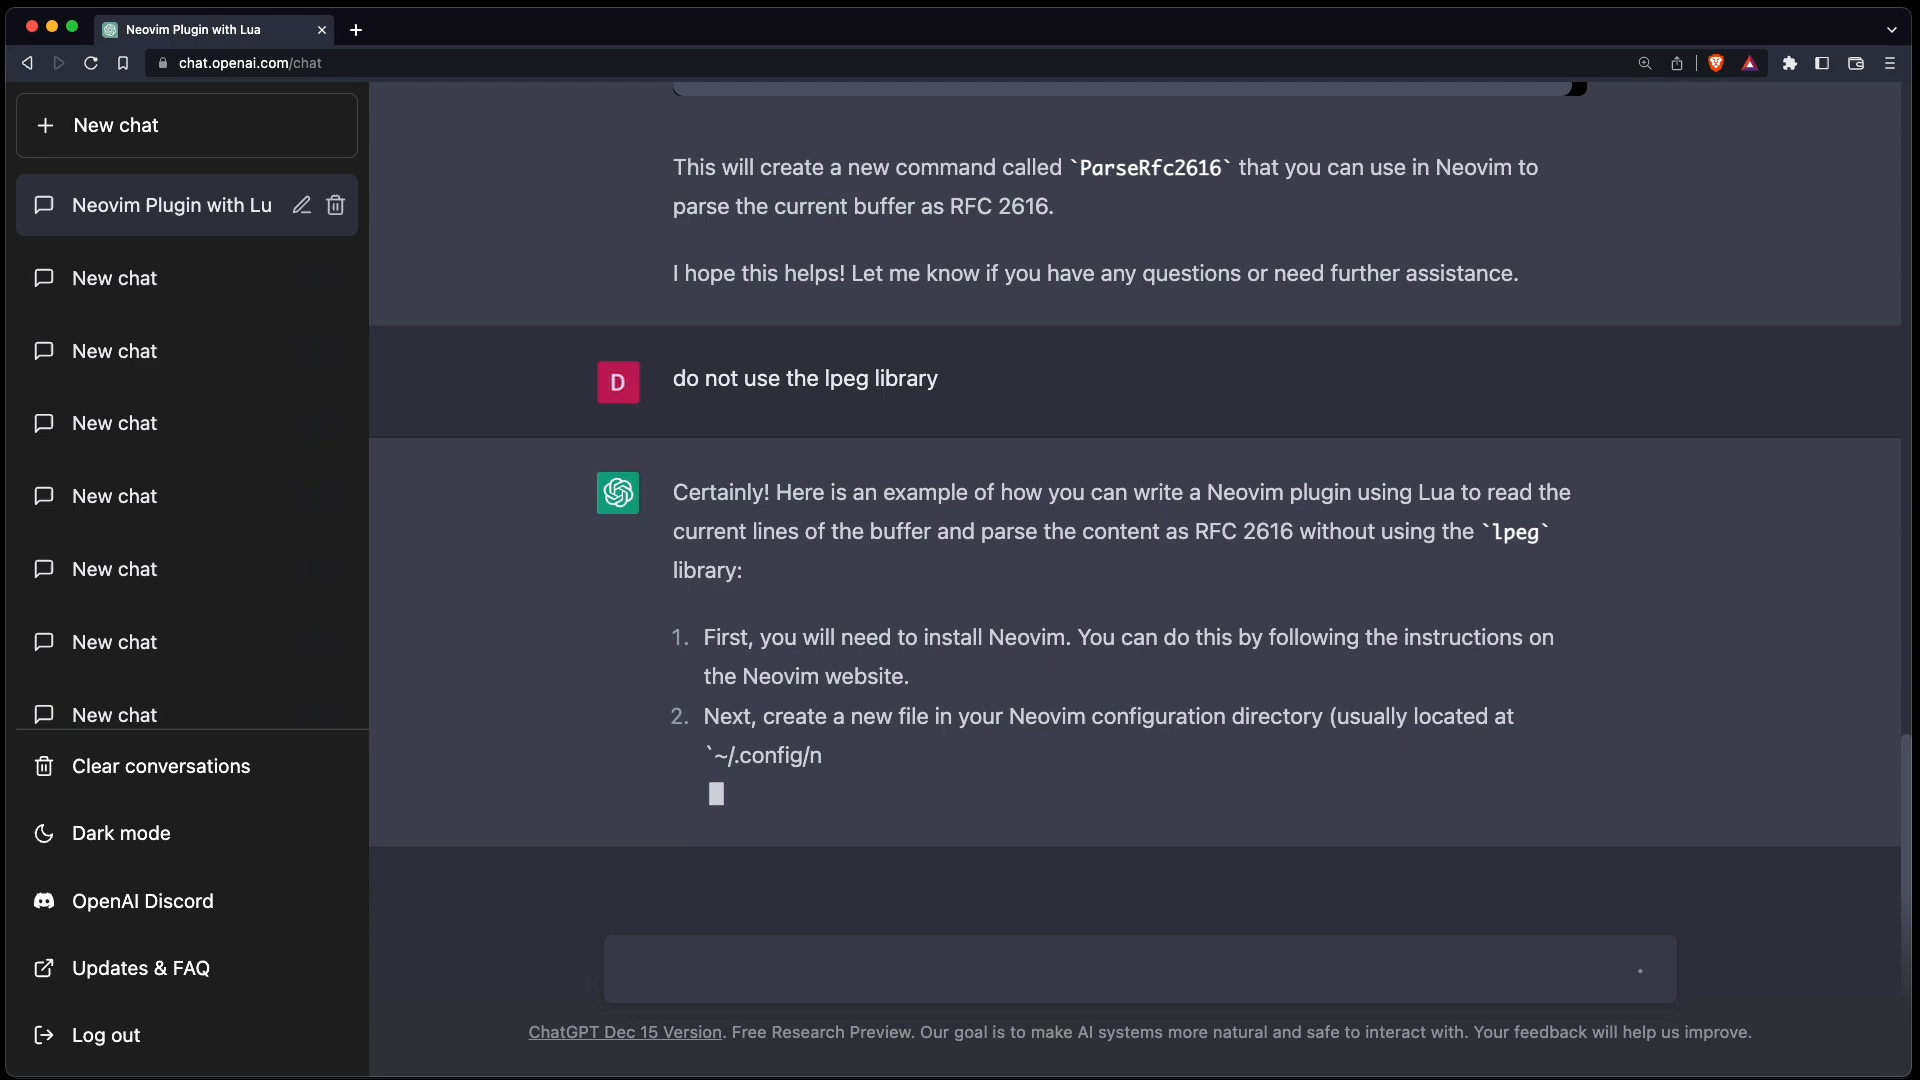 Neovim Plugin with Lua
chat.openai.com/chat
New chat
Neovim Plugin with Lu
New chat
New chat
New chat
New chat
New chat
New chat
New chat
Clear conversations
Dark mode
OpenAI Discord
Updates & FAQ
Log out
This will create a new command called `ParseRfc2616` that you can use in Neovim to
parse the current buffer as RFC 2616.
I hope this helps! Let me know if you have any questions or need further assistance.
D
do not use the lpeg library
Certainly! Here is an example of how you can write a Neovim plugin using Lua to read the
current lines of the buffer and parse the content as RFC 2616 without using the `lpeg`
library:
1. First, you will need to install Neovim. You can do this by following the instructions on
the Neovim website.
2. Next, create a new file in your Neovim configuration directory (usually located at
`~/.config/n
ChatGPT Dec 15 Version. Free Research Preview. Our goal is to make AI systems more natural and safe to interact with. Your feedback will help us improve.